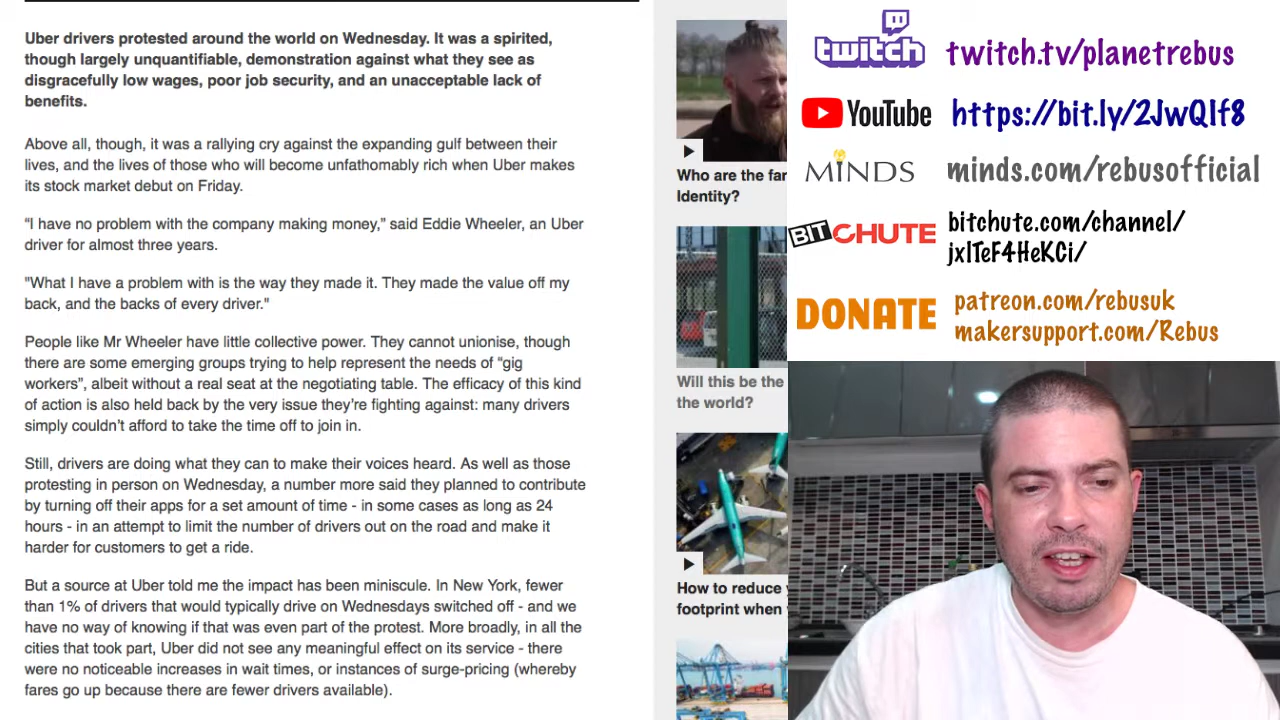 Uber drivers protested around the world on Wednesday. It was a spirited,
though largely unquantifiable, demonstration against what they see as
disgracefully low wages, poor job security, and an unacceptable lack of
benefits.
Above all, though, it was a rallying cry against the expanding gulf between their
lives, and the lives of those who will become unfathomably rich when Uber makes
its stock market debut on Friday.
“I have no problem with the company making money,” said Eddie Wheeler, an Uber
driver for almost three years.
"What I have a problem with is the way they made it. They made the value off my
back, and the backs of every driver."
People like Mr Wheeler have little collective power. They cannot unionise, though
there are some emerging groups trying to help represent the needs of “gig
workers”, albeit without a real seat at the negotiating table. The efficacy of this kind
of action is also held back by the very issue they’re fighting against: many drivers
simply couldn’t afford to take the time off to join in.
Still, drivers are doing what they can to make their voices heard. As well as those
protesting in person on Wednesday, a number more said they planned to contribute
by turning off their apps for a set amount of time - in some cases as long as 24
hours - in an attempt to limit the number of drivers out on the road and make it
harder for customers to get a ride.
But a source at Uber told me the impact has been miniscule. In New York, fewer
than 1% of drivers that would typically drive on Wednesdays switched off - and we
have no way of knowing if that was even part of the protest. More broadly, in all the
cities that took part, Uber did not see any meaningful effect on its service - there
were no noticeable increases in wait times, or instances of surge-pricing (whereby
fares go up because there are fewer drivers available).
Who are the far
Identity?
Will this be the
the world?
How to reduce
footprint when
twitch twitch.tv/planetrebus
YouTube https://bit.ly/2JwQIf8
MINDS minds.com/rebusofficial
BITCHUTE bitchute.com/channel/
jxITeF4HeKCi/
DONATE patreon.com/rebusuk
makersupport.com/Rebus